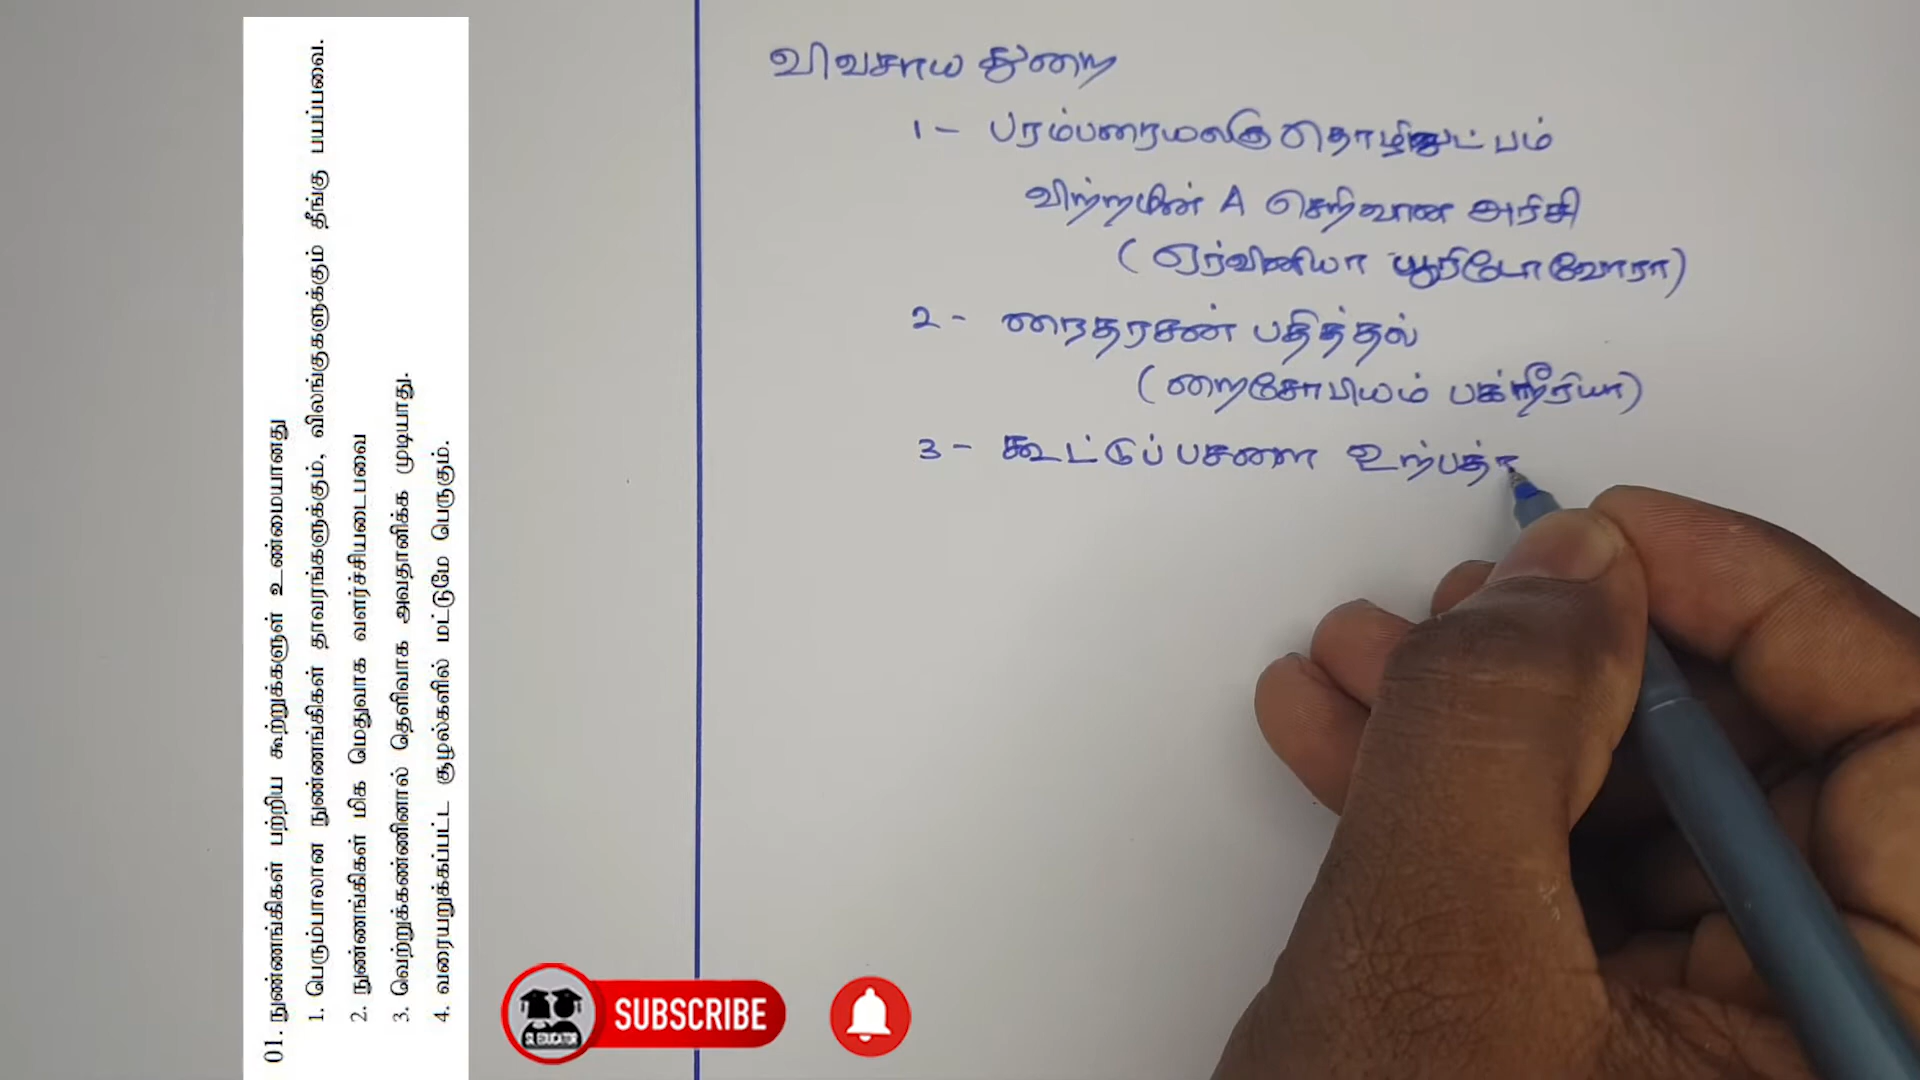 01. நுண்ணங்கிகள் பற்றிய கூற்றுக்களுள் உண்மையானது
1. பெரும்பாலான நுண்ணங்கிகள் தாவரங்களுக்கும், விலங்குகளுக்கும் தீங்கு பயப்பவை.
2. நுண்ணங்கிகள் மிக மெதுவாக வளர்ச்சியடைபவை
3. வெற்றுக்கண்ணினால் தெளிவாக அவதானிக்க முடியாது.
4. வரையறுக்கப்பட்ட சூழல்களில் மட்டுமே பெருகும்.
விவசாய துறை
1- பரம்பரையலகு தொழிநுட்பம்
விற்றமின் A செறிவான அரிசி
(ஏர்வினியா யூரிடோவோரா)
2- நைதரசன் பதித்தல்
(றைசோபியம் பக்றீரியா)
3- கூட்டுப்பசளை உற்பத்
SUBSCRIBE
SL EDUCATOR